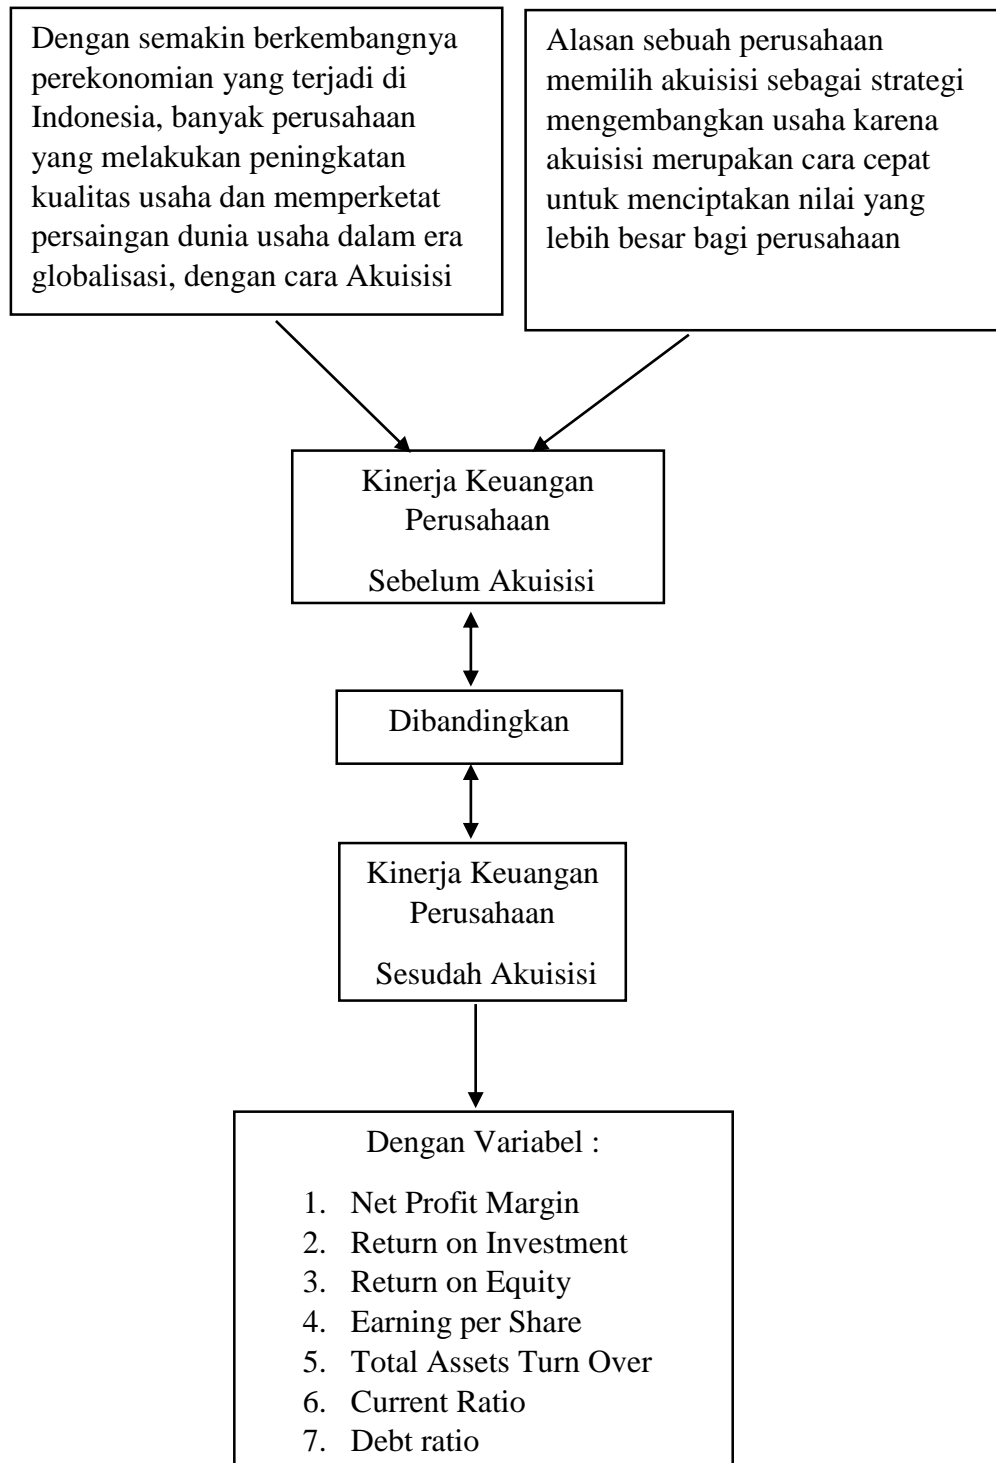 Dengan semakin berkembangnya
perekonomian yang terjadi di
Indonesia, banyak perusahaan
yang melakukan peningkatan
kualitas usaha dan memperketat
persaingan dunia usaha dalam era
globalisasi, dengan cara Akuisisi
Alasan sebuah perusahaan
memilih akuisisi sebagai strategi
mengembangkan usaha karena
akuisisi merupakan cara cepat
untuk menciptakan nilai yang
lebih besar bagi perusahaan
Kinerja Keuangan
Perusahaan
Sebelum Akuisisi
Dibandingkan
Kinerja Keuangan
Perusahaan
Sesudah Akuisisi
Dengan Variabel :
1. Net Profit Margin
2. Return on Investment
3. Return on Equity
4. Earning per Share
5. Total Assets Turn Over
6. Current Ratio
7. Debt ratio